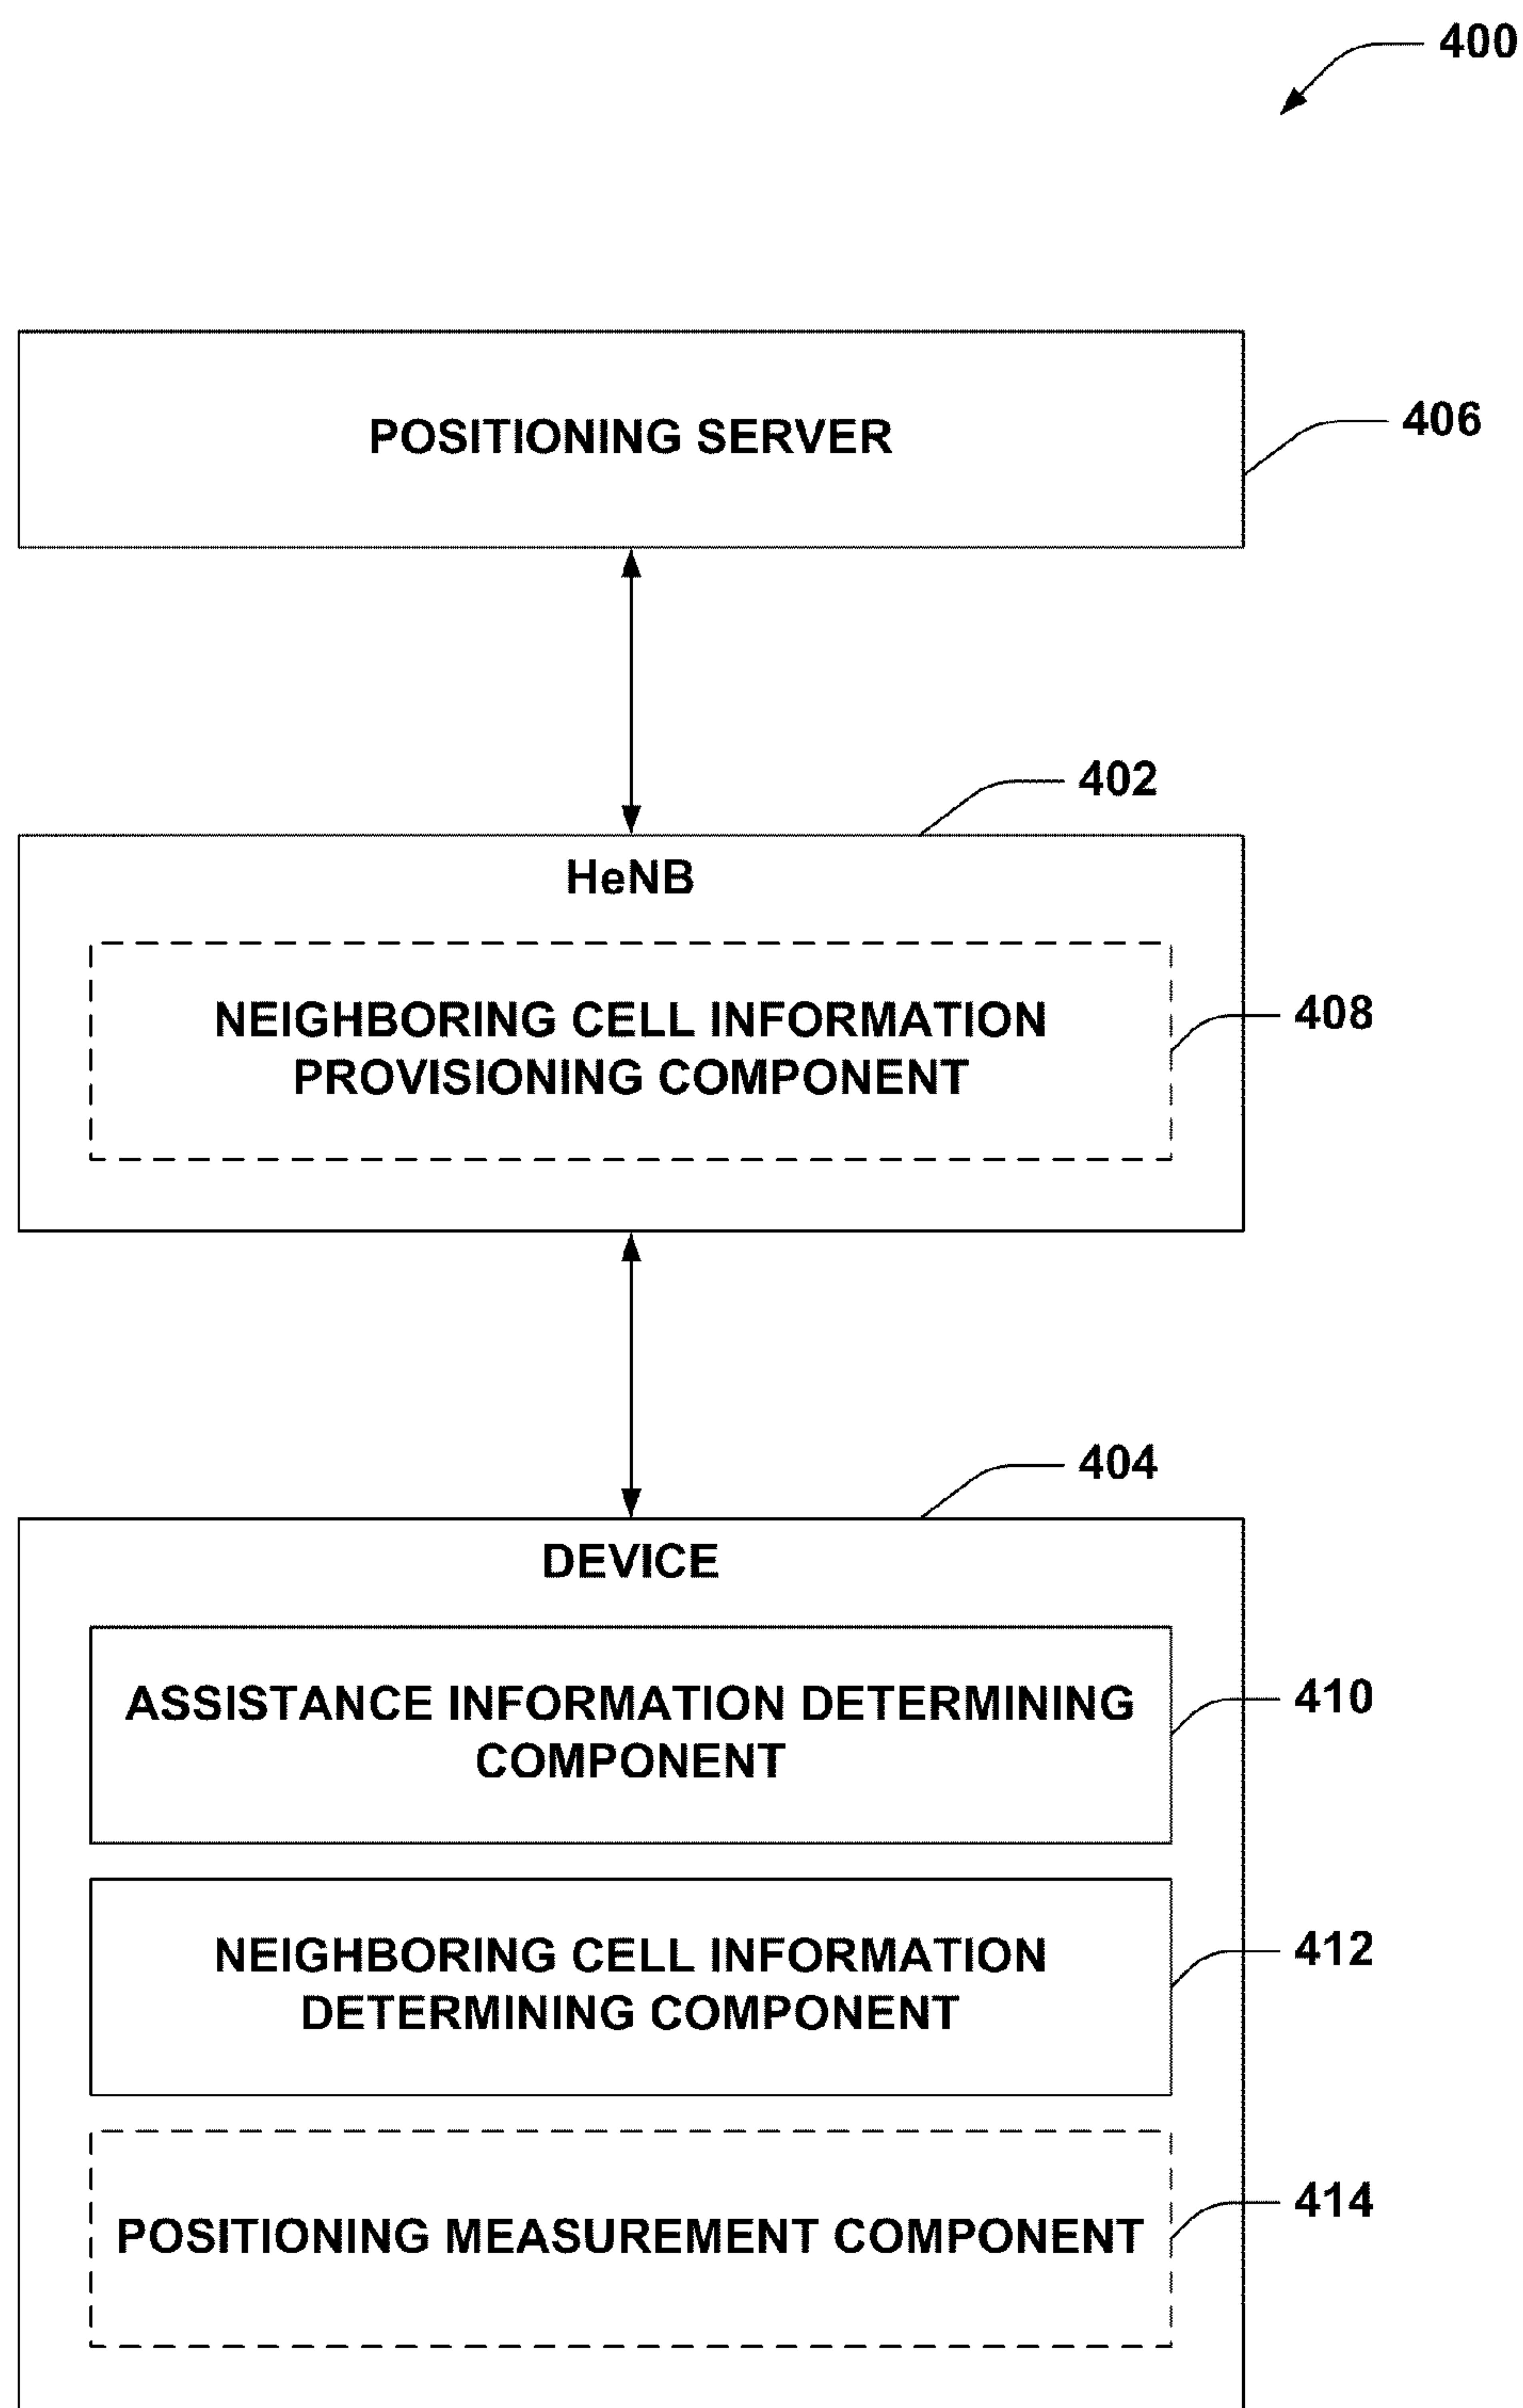 400
POSITIONING SERVER
406
402
HeNB
NEIGHBORING CELL INFORMATION
PROVISIONING COMPONENT
408
404
DEVICE
ASSISTANCE INFORMATION DETERMINING
COMPONENT
410
NEIGHBORING CELL INFORMATION
DETERMINING COMPONENT
412
POSITIONING MEASUREMENT COMPONENT
414